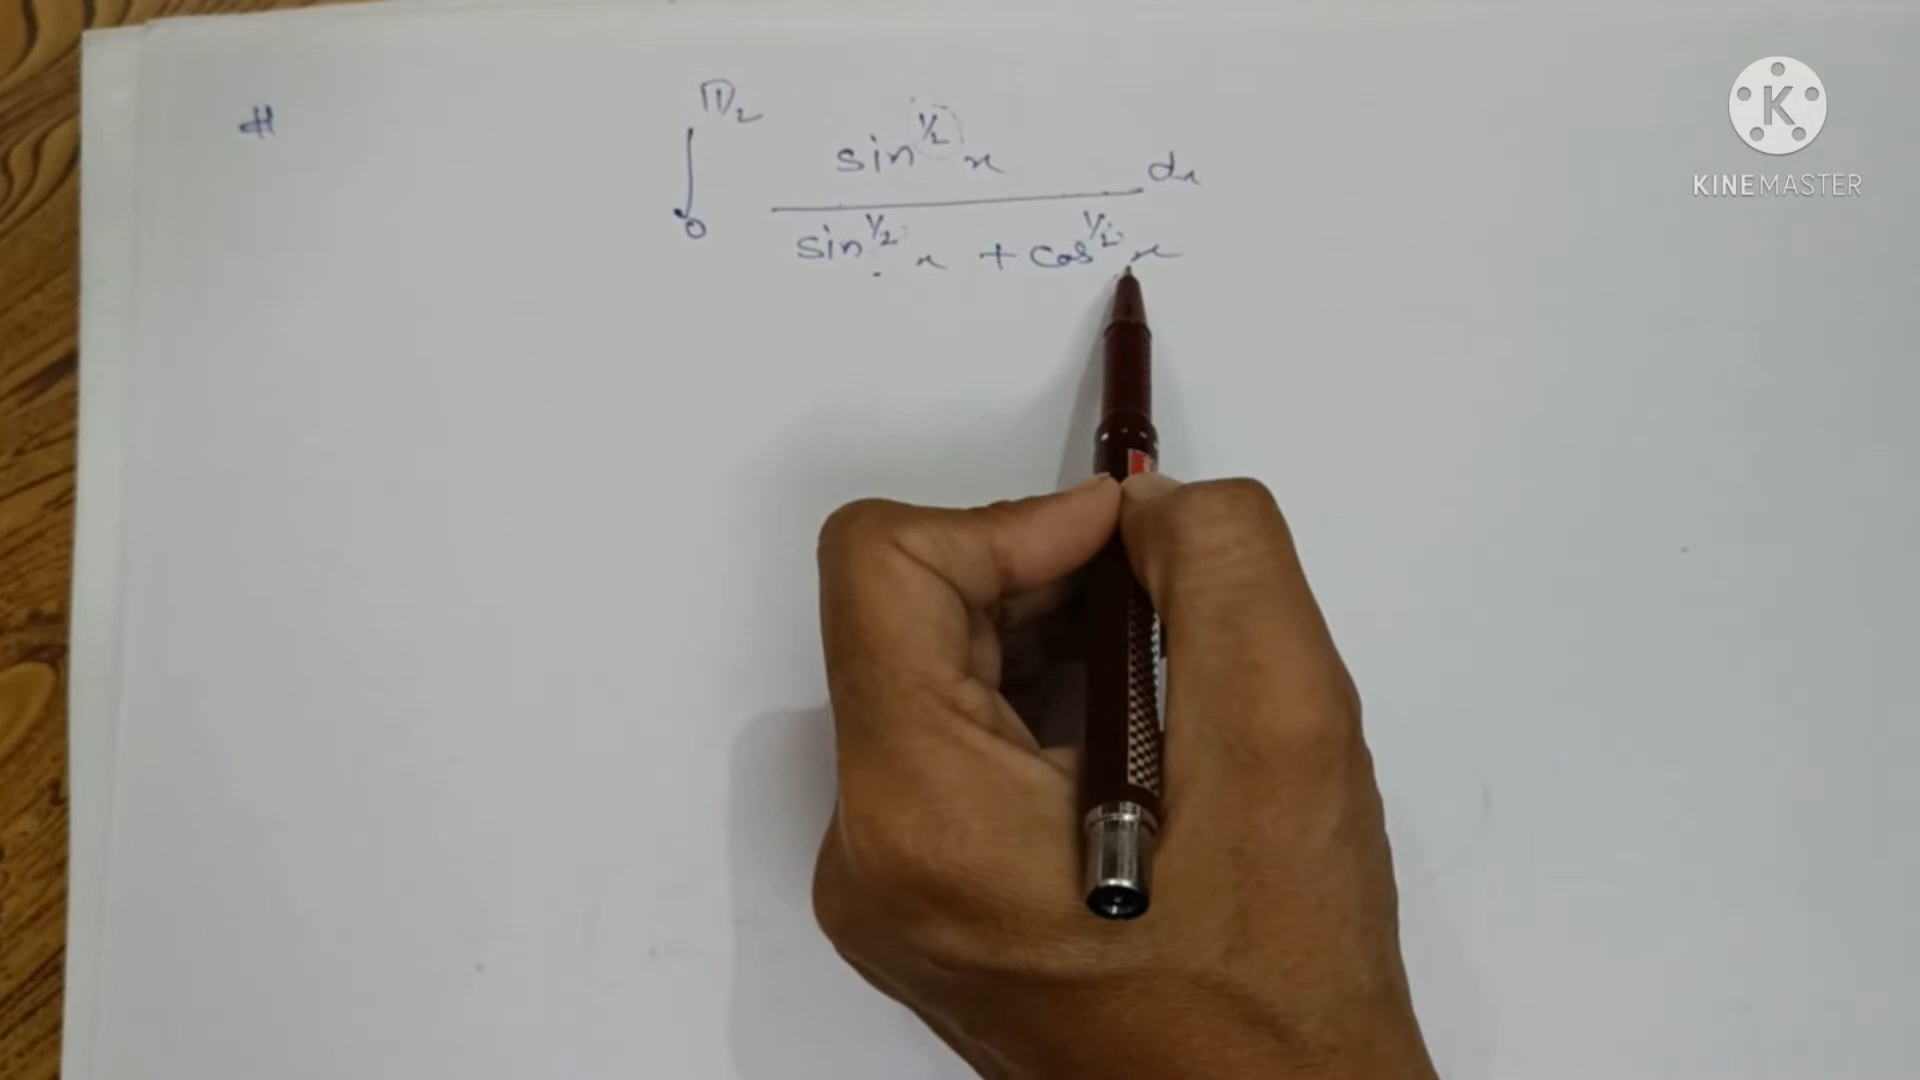 # ∫₀^π/2 sin^1/2 x / sin^1/2 x + cos^1/2 x dx
KINEMASTER